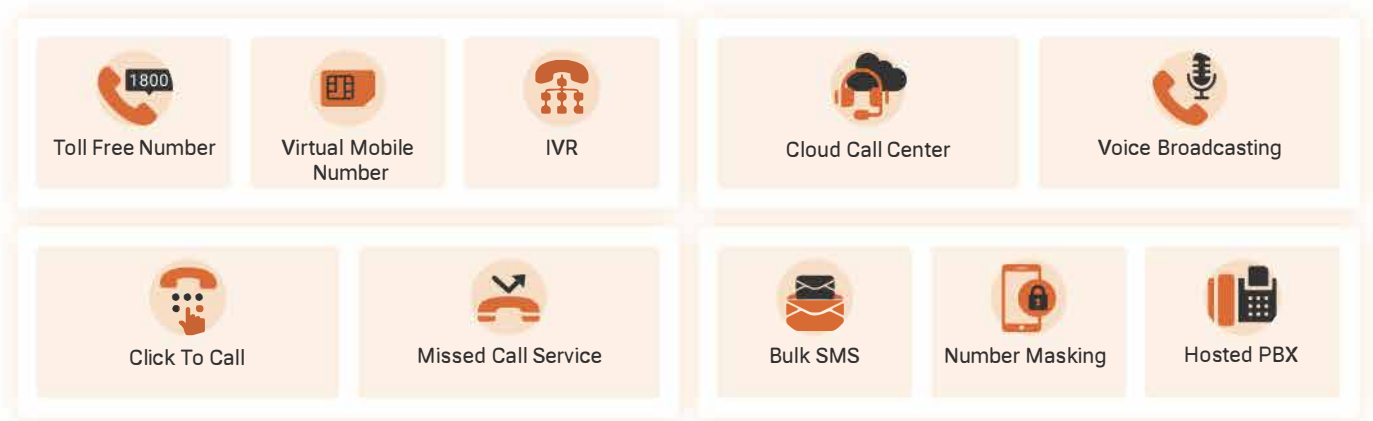 1800
Toll Free Number
Virtual Mobile
Number
IVR
Cloud Call Center
Voice Broadcasting
Click To Call
Missed Call Service
Bulk SMS
Number Masking
Hosted PBX